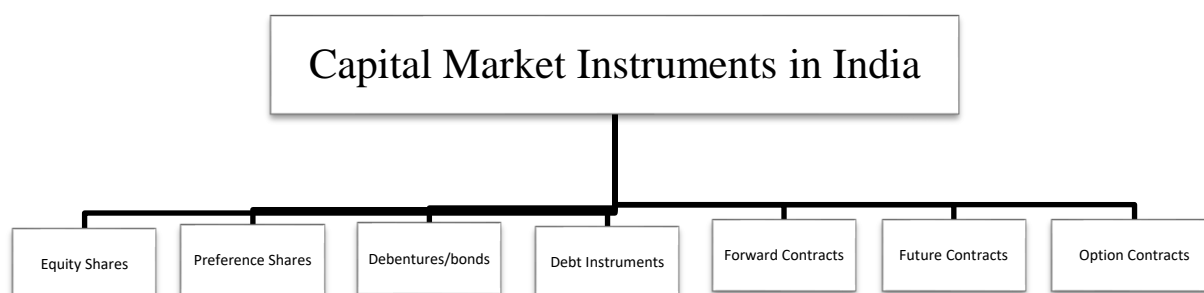 Capital Market Instruments in India
Equity Shares
Preference Shares
Debentures/bonds
Debt Instruments
Forward Contracts
Future Contracts
Option Contracts